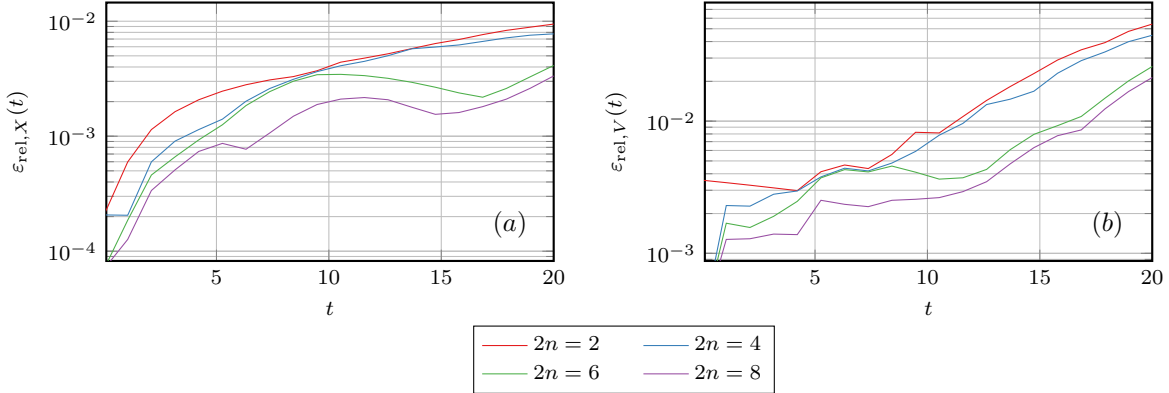 10⁻²
10⁻³
10⁻⁴
ε_rel,X(t)
5
10
15
20
t
(a)
10⁻²
10⁻³
ε_rel,V(t)
5
10
15
20
t
(b)
2n = 2
2n = 4
2n = 6
2n = 8